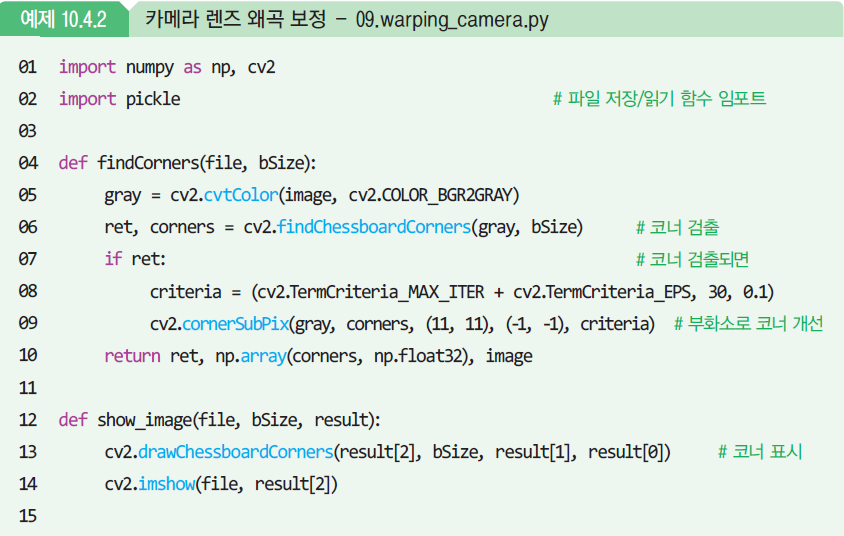 예제 10.4.2 카메라 렌즈 왜곡 보정 - 09.warping_camera.py
01 import numpy as np, cv2
02 import pickle # 파일 저장/읽기 함수 임포트
03
04 def findCorners(file, bSize):
05 gray = cv2.cvtColor(image, cv2.COLOR_BGR2GRAY)
06 ret, corners = cv2.findChessboardCorners(gray, bSize) # 코너 검출
07 if ret: # 코너 검출되면
08 criteria = (cv2.TermCriteria_MAX_ITER + cv2.TermCriteria_EPS, 30, 0.1)
09 cv2.cornerSubPix(gray, corners, (11, 11), (-1, -1), criteria) # 부화소로 코너 개선
10 return ret, np.array(corners, np.float32), image
11
12 def show_image(file, bSize, result):
13 cv2.drawChessboardCorners(result[2], bSize, result[1], result[0]) # 코너 표시
14 cv2.imshow(file, result[2])
15